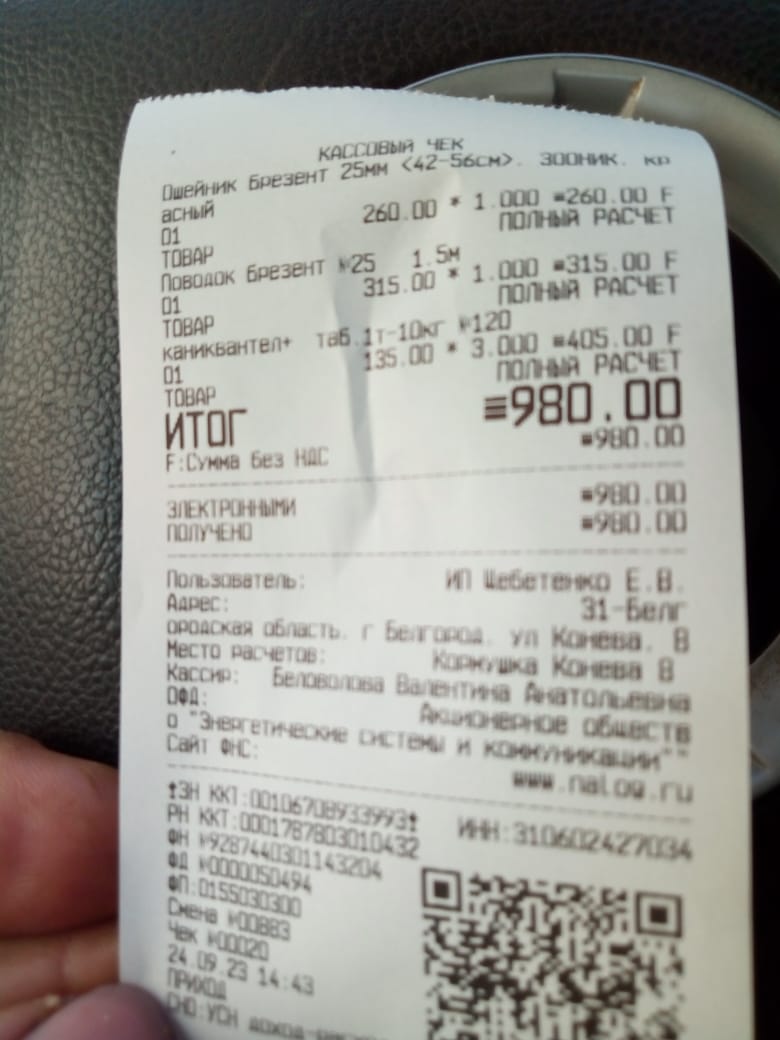 КАССОВЫЙ ЧЕК
Ошейник брезент 25мм <42-56см>. ЗООНИК. кр
асный
260.00 * 1.000 =260.00 F
01 ПОЛНЫЙ РАСЧЕТ
ТОВАР
Поводок брезент №25 1.5м
315.00 * 1.000 =315.00 F
01 ПОЛНЫЙ РАСЧЕТ
ТОВАР
каниквантел+ таб.1т-10кг №120
135.00 * 3.000 =405.00 F
01 ПОЛНЫЙ РАСЧЕТ
ТОВАР
ИТОГ ≡980.00
=980.00
F:Сумма без НДС
ЭЛЕКТРОННЫМИ =980.00
ПОЛУЧЕНО =980.00
Пользователь: ИП Щебетенко Е.В.
Адрес: 31-Белг
ородская область. г Белгород. ул Конева. 8
Место расчетов: Кормушка Конева 8
Кассир: Беловолова Валентина Анатольевна
ОФД: Акционерное обществ
о "Энергетические системы и коммуникации""
Сайт ФНС: www.nalog.ru
ЗН ККТ:00106708933993
РН ККТ:0001787803010432 ИНН:310602427034
ФН №9287440301143204
ФД №0000050494
ФП:0155030300
Смена №00883
Чек №00020
24.09.23 14:43
ПРИХОД
СНО:УСН доход-расход